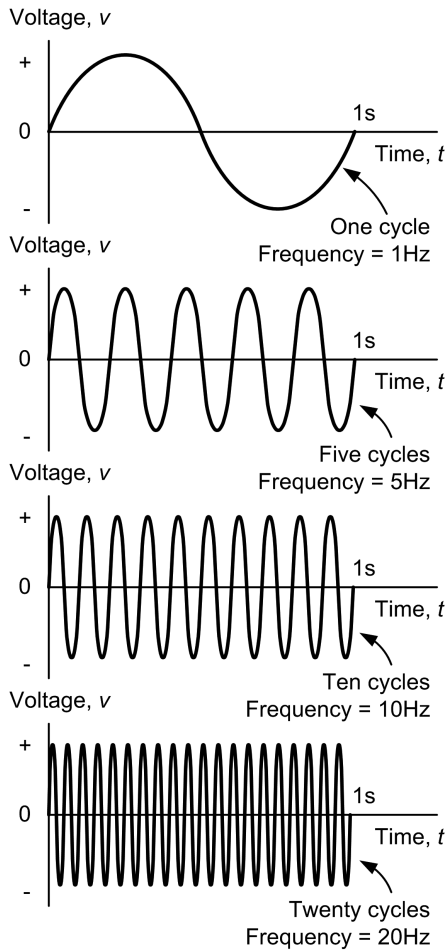 Voltage, v
+
1s
0
Time, t
-
One cycle
Frequency = 1Hz
Voltage, v
+
1s
0
Time, t
-
Five cycles
Frequency = 5Hz
Voltage, v
+
1s
0
Time, t
-
Ten cycles
Frequency = 10Hz
Voltage, v
+
1s
0
Time, t
-
Twenty cycles
Frequency = 20Hz